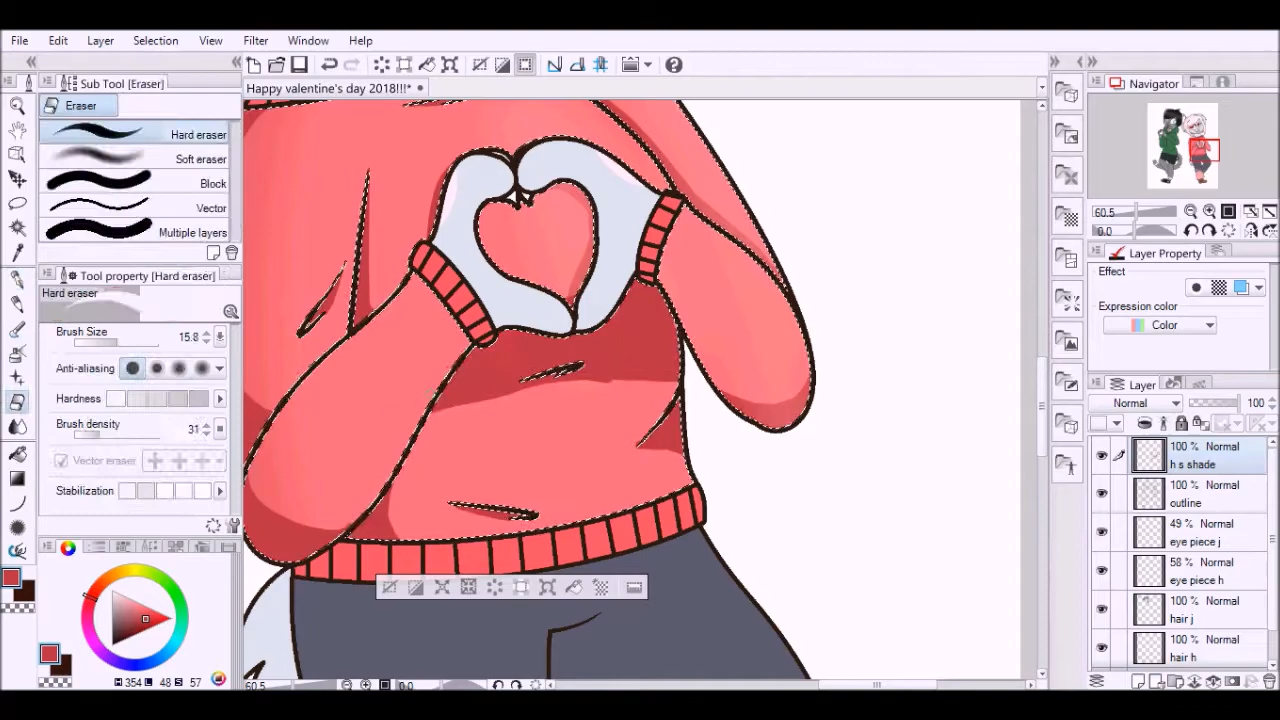 File Edit Layer Selection View Filter Window Help
Sub Tool [Eraser]
Happy valentine's day 2018!!!*
Navigator
Eraser
Hard eraser
Soft eraser
Block
Vector
Multiple layers
60.5
0.0
Layer Property
Tool property [Hard eraser]
Effect
Hard eraser
Expression color
Color
Brush Size 15.8
Anti-aliasing
Layer
Hardness
Normal 100
Brush density 31
100 % Normal
h s shade
Vector eraser
100 % Normal
outline
Stabilization
49 % Normal
eye piece j
58 % Normal
eye piece h
100 % Normal
hair j
100 % Normal
hair h
H 354 L 48 S 57
60.5 0.0